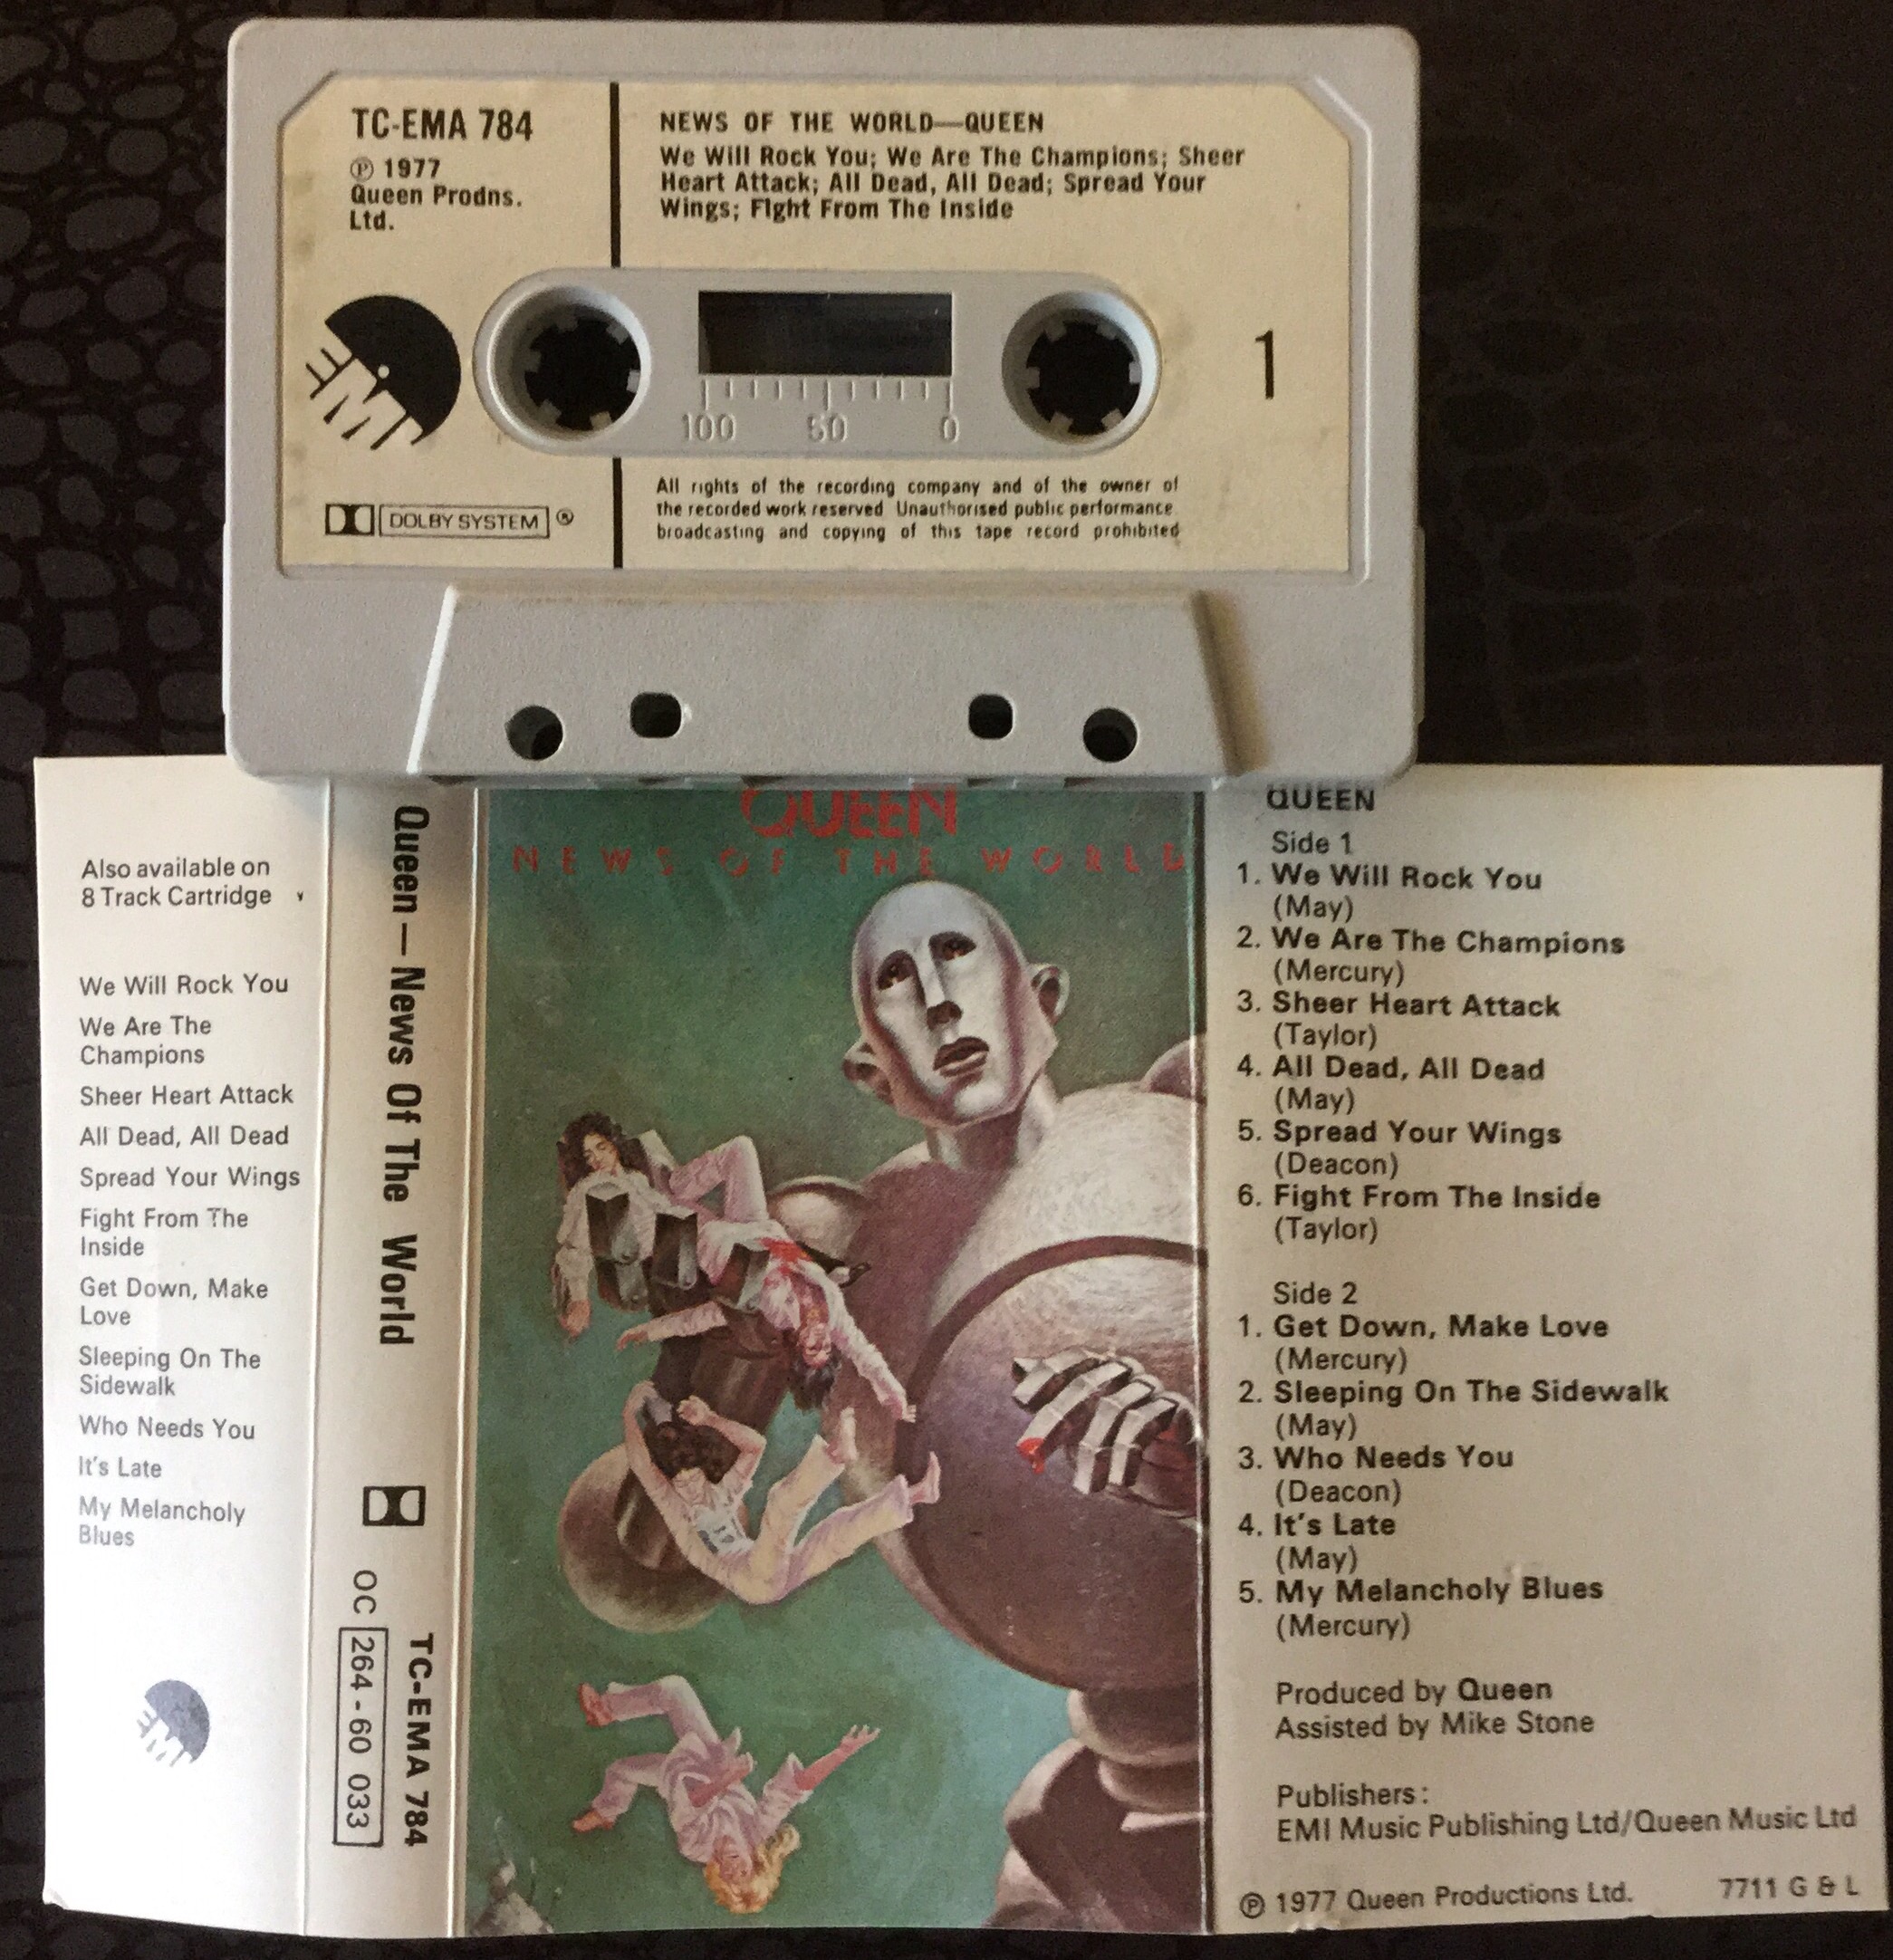 TC-EMA 784
℗ 1977
Queen Prodns.
Ltd.
NEWS OF THE WORLD—QUEEN
We Will Rock You; We Are The Champions; Sheer
Heart Attack; All Dead, All Dead; Spread Your
Wings; Fight From The Inside
EMI
100 50 0
1
DOLBY SYSTEM ®
All rights of the recording company and of the owner of
the recorded work reserved Unauthorised public performance
broadcasting and copying of this tape record prohibited
Also available on
8 Track Cartridge
We Will Rock You
We Are The
Champions
Sheer Heart Attack
All Dead, All Dead
Spread Your Wings
Fight From The
Inside
Get Down, Make
Love
Sleeping On The
Sidewalk
Who Needs You
It's Late
My Melancholy
Blues
EMI
Queen — News Of The World
TC-EMA 784
OC 264 - 60 033
QUEEN
NEWS OF THE WORLD
QUEEN
Side 1
1. We Will Rock You
(May)
2. We Are The Champions
(Mercury)
3. Sheer Heart Attack
(Taylor)
4. All Dead, All Dead
(May)
5. Spread Your Wings
(Deacon)
6. Fight From The Inside
(Taylor)
Side 2
1. Get Down, Make Love
(Mercury)
2. Sleeping On The Sidewalk
(May)
3. Who Needs You
(Deacon)
4. It's Late
(May)
5. My Melancholy Blues
(Mercury)
Produced by Queen
Assisted by Mike Stone
Publishers:
EMI Music Publishing Ltd/Queen Music Ltd
℗ 1977 Queen Productions Ltd. 7711 G & L